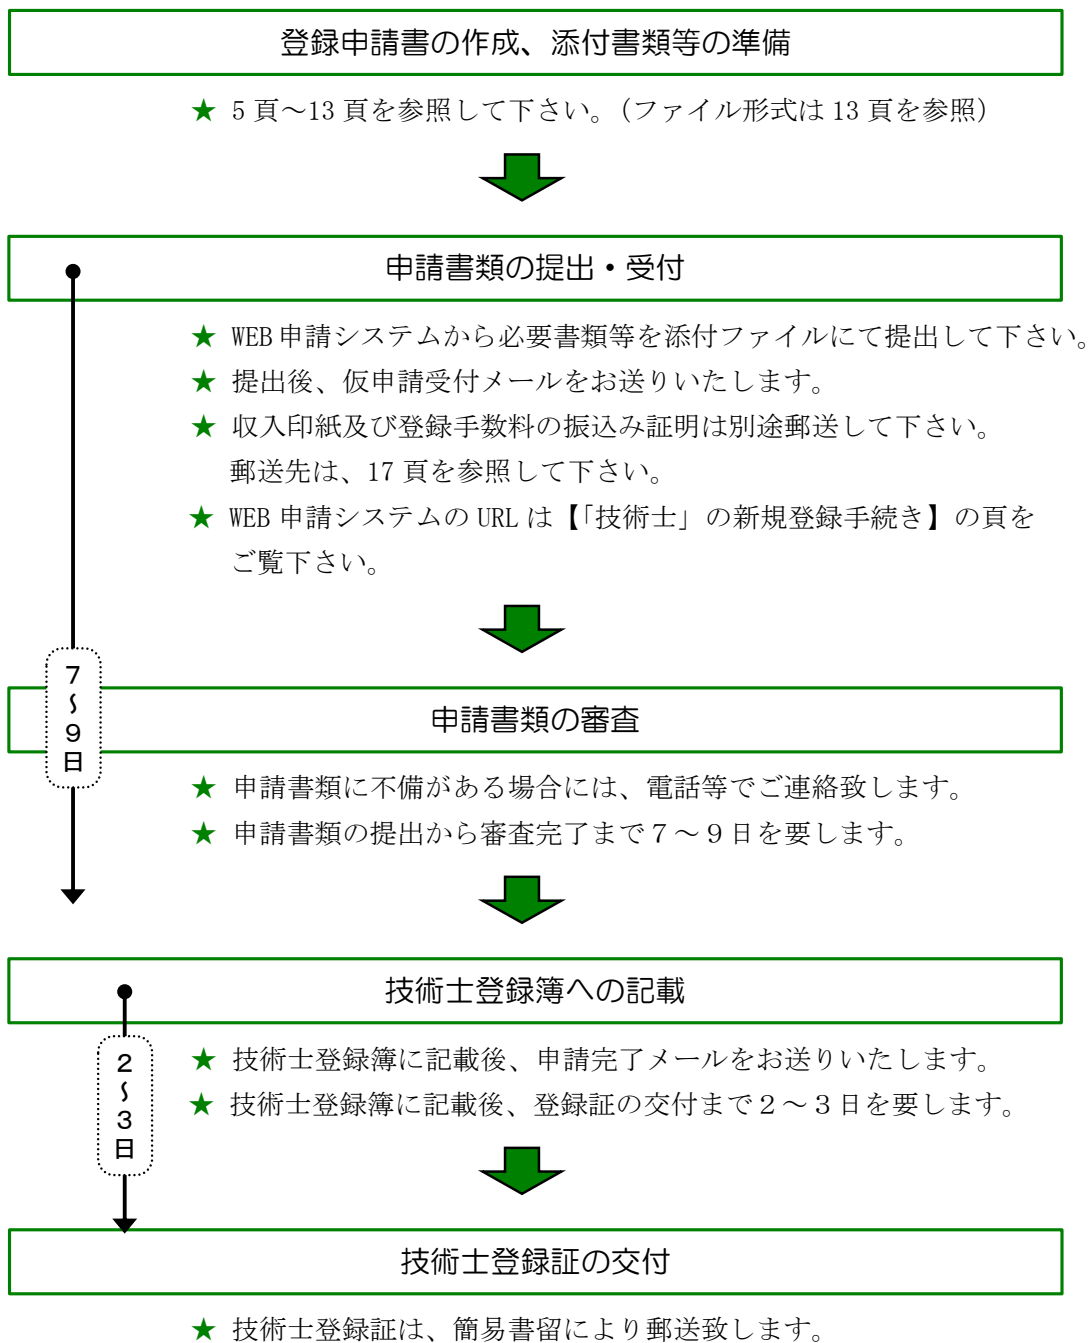 登録申請書の作成、添付書類等の準備
★ 5頁～13頁を参照して下さい。(ファイル形式は13頁を参照)
申請書類の提出・受付
★ WEB申請システムから必要書類等を添付ファイルにて提出して下さい。
★ 提出後、仮申請受付メールをお送りいたします。
★ 収入印紙及び登録手数料の振込み証明は別途郵送して下さい。
郵送先は、17頁を参照して下さい。
★ WEB申請システムのURLは【「技術士」の新規登録手続き】の頁を
ご覧下さい。
7～9日
申請書類の審査
★ 申請書類に不備がある場合には、電話等でご連絡致します。
★ 申請書類の提出から審査完了まで７～９日を要します。
技術士登録簿への記載
2～3日
★ 技術士登録簿に記載後、申請完了メールをお送りいたします。
★ 技術士登録簿に記載後、登録証の交付まで２～３日を要します。
技術士登録証の交付
★ 技術士登録証は、簡易書留により郵送致します。